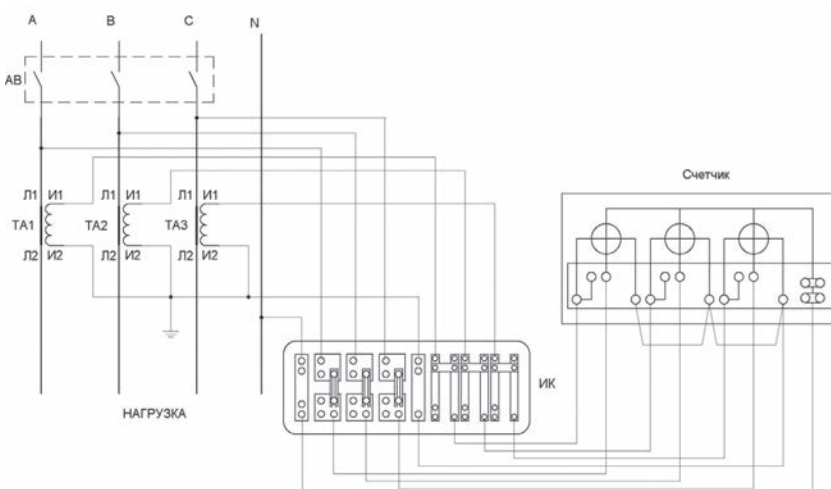 A B C N
АВ
Счетчик
Л1 И1 Л1 И1 Л1 И1
ТА1 ТА2 ТА3
Л2 И2 Л2 И2 Л2 И2
ИК
НАГРУЗКА